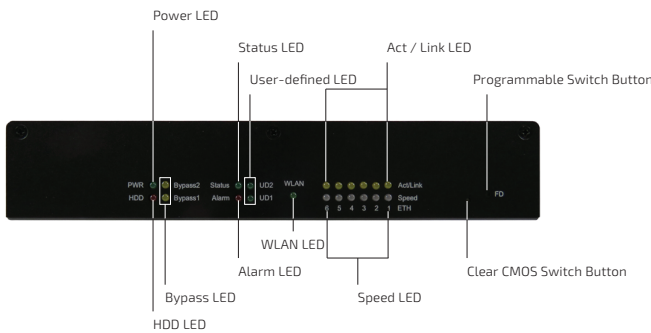 Power LED
Status LED
Act / Link LED
User-defined LED
Programmable Switch Button
PWR Bypass2 Status UD2 WLAN Act/Link
HDD Bypass1 Alarm UD1 Speed
6 5 4 3 2 1 ETH
FD
WLAN LED
Alarm LED
Clear CMOS Switch Button
Bypass LED
Speed LED
HDD LED